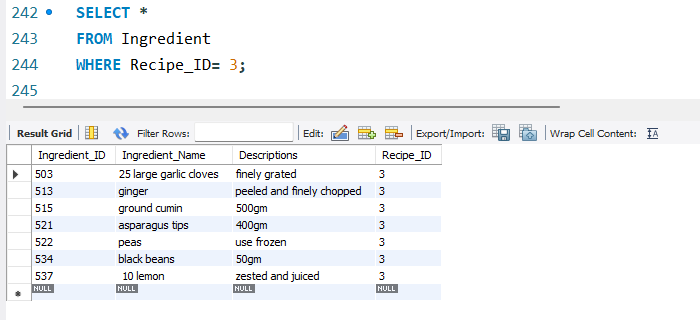 242 SELECT *
243 FROM Ingredient
244 WHERE Recipe_ID= 3;
245
Result Grid Filter Rows: Edit: Export/Import: Wrap Cell Content: IA
Ingredient_ID Ingredient_Name Descriptions Recipe_ID
503 25 large garlic cloves finely grated 3
513 ginger peeled and finely chopped 3
515 ground cumin 500gm 3
521 asparagus tips 400gm 3
522 peas use frozen 3
534 black beans 50gm 3
537 10 lemon zested and juiced 3
NULL NULL NULL NULL